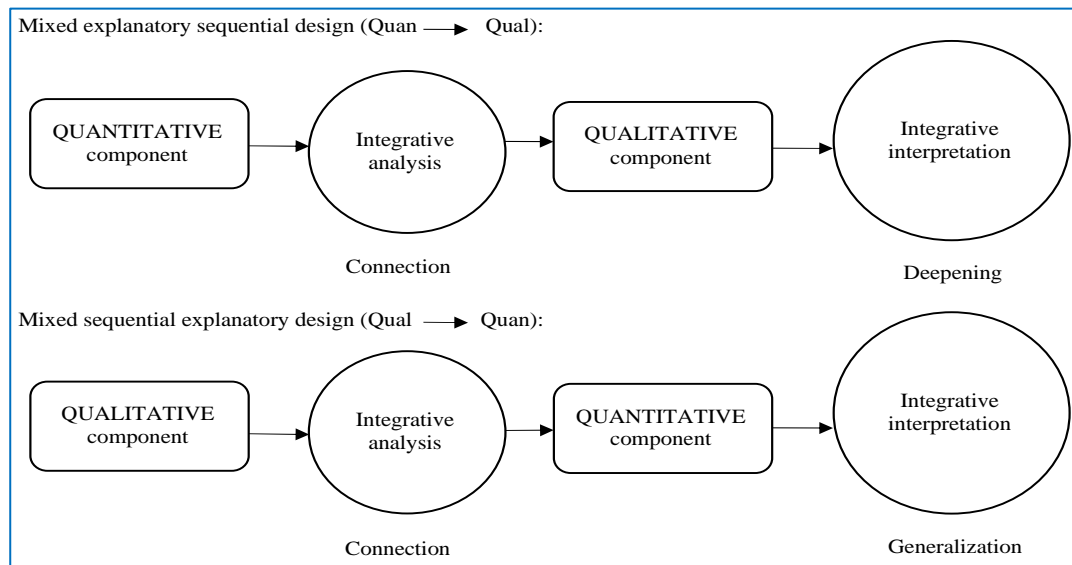 Mixed explanatory sequential design (Quan → Qual):
QUANTITATIVE
component
Integrative
analysis
QUALITATIVE
component
Integrative
interpretation
Connection
Deepening
Mixed sequential explanatory design (Qual → Quan):
QUALITATIVE
component
Integrative
analysis
QUANTITATIVE
component
Integrative
interpretation
Connection
Generalization